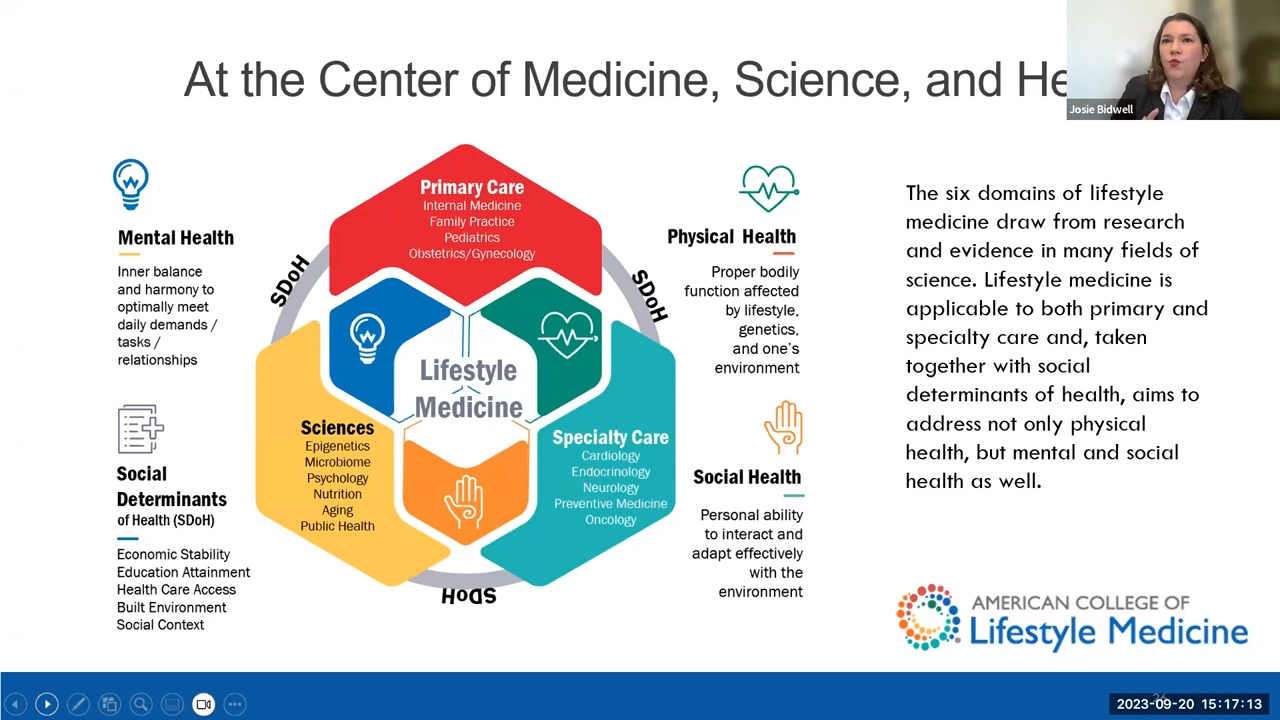 At the Center of Medicine, Science, and He
Josie Bidwell
Mental Health
Inner balance
and harmony to
optimally meet
daily demands /
tasks /
relationships
Social
Determinants
of Health (SDoH)
Economic Stability
Education Attainment
Health Care Access
Built Environment
Social Context
SDoH
SDoH
SDoH
Primary Care
Internal Medicine
Family Practice
Pediatrics
Obstetrics/Gynecology
Lifestyle
Medicine
Sciences
Epigenetics
Microbiome
Psychology
Nutrition
Aging
Public Health
Specialty Care
Cardiology
Endocrinology
Neurology
Preventive Medicine
Oncology
Physical Health
Proper bodily
function affected
by lifestyle,
genetics,
and one's
environment
Social Health
Personal ability
to interact and
adapt effectively
with the
environment
The six domains of lifestyle
medicine draw from research
and evidence in many fields of
science. Lifestyle medicine is
applicable to both primary and
specialty care and, taken
together with social
determinants of health, aims to
address not only physical
health, but mental and social
health as well.
AMERICAN COLLEGE OF
Lifestyle Medicine
2023-09-20 15:17:13